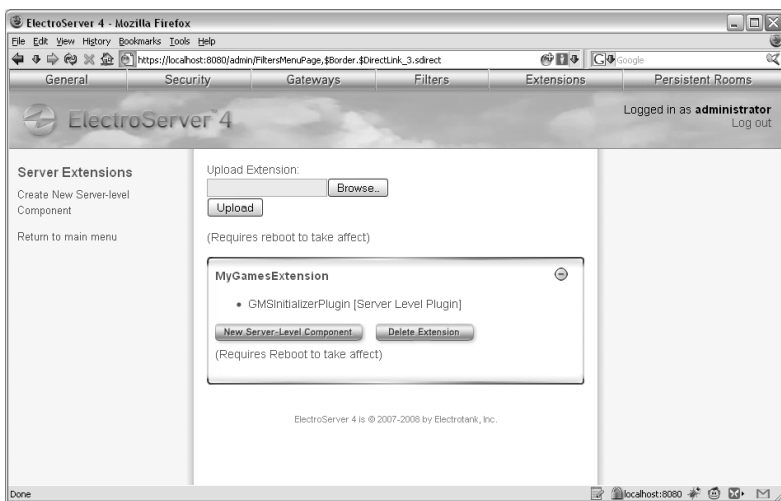 ElectroServer 4 - Mozilla Firefox
File Edit View History Bookmarks Tools Help
https://localhost:8080/admin/FiltersMenuPage,$Border.$DirectLink_3.sdirect
G Google
General Security Gateways Filters Extensions Persistent Rooms
ElectroServer™4
Logged in as administrator
Log out
Server Extensions
Create New Server-level
Component
Return to main menu
Upload Extension:
Browse..
Upload
(Requires reboot to take affect)
MyGamesExtension
• GMSInitializerPlugin [Server Level Plugin]
New Server-Level Component Delete Extension
(Requires Reboot to take affect)
ElectroServer 4 is © 2007-2008 by Electrotank, Inc.
Done
localhost:8080